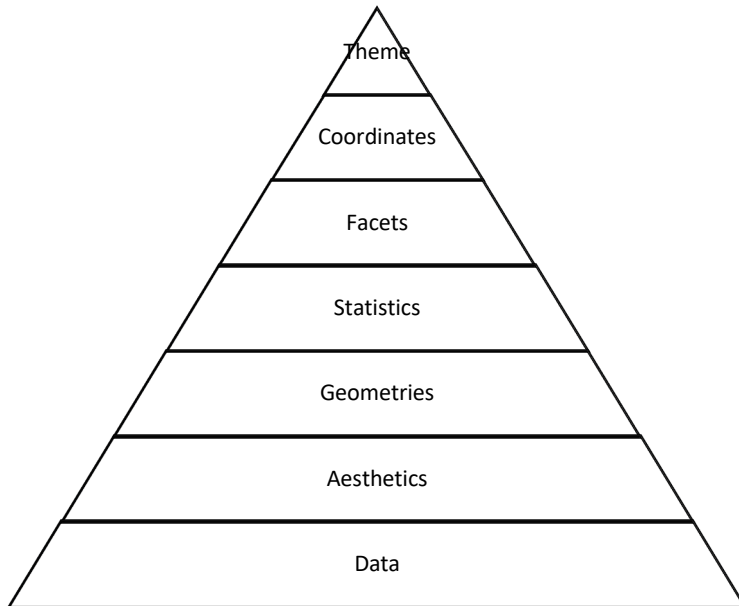 Theme
Coordinates
Facets
Statistics
Geometries
Aesthetics
Data